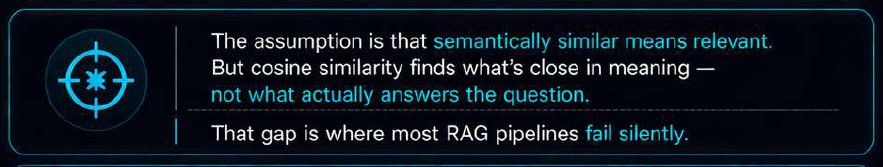 The assumption is that semantically similar means relevant.
But cosine similarity finds what’s close in meaning —
not what actually answers the question.
That gap is where most RAG pipelines fail silently.